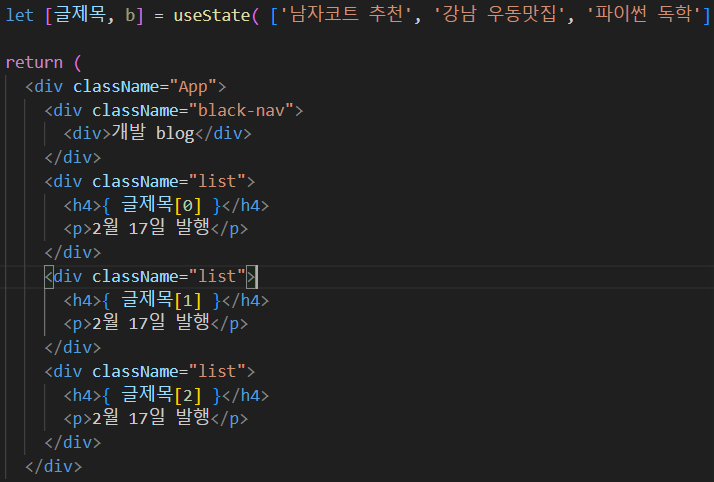 let [글제목, b] = useState( ['남자코트 추천', '강남 우동맛집', '파이썬 독학']
return (
<div className="App">
<div className="black-nav">
<div>개발 blog</div>
</div>
<div className="list">
<h4>{ 글제목[0] }</h4>
<p>2월 17일 발행</p>
</div>
<div className="list">
<h4>{ 글제목[1] }</h4>
<p>2월 17일 발행</p>
</div>
<div className="list">
<h4>{ 글제목[2] }</h4>
<p>2월 17일 발행</p>
</div>
</div>